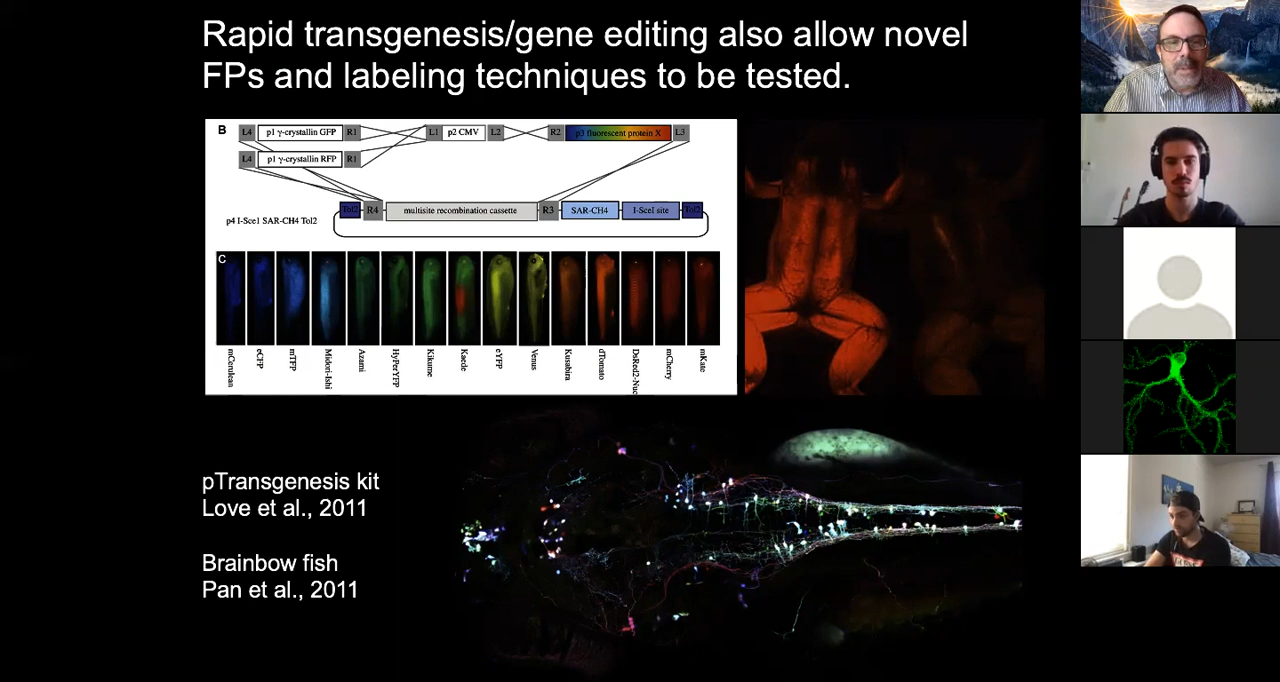 Rapid transgenesis/gene editing also allow novel
FPs and labeling techniques to be tested.
B
L4 p1 γ-crystallin GFP R1 L1 p2 CMV L2 R2 p3 fluorescent protein X L3
L4 p1 γ-crystallin RFP R1
p4 I-SceI SAR-CH4 Tol2
Tol2 R4 multisite recombination cassette R3 SAR-CH4 I-SceI site Tol2
C
mCerulean
eCFP
mTFP
Midori-Ishi
Azami
HyPerYFP
Kikume
Kaede
eYFP
Venus
Kusabira
dTomato
DsRed2-Nuc
mCherry
mKate
pTransgenesis kit
Love et al., 2011
Brainbow fish
Pan et al., 2011